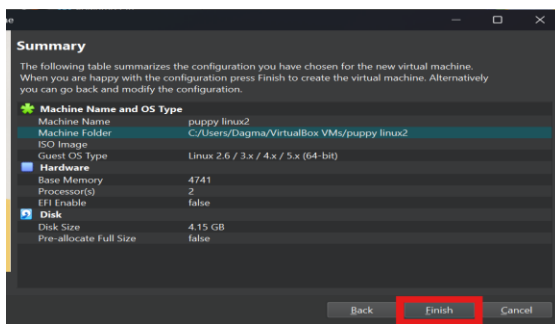 ne
Summary
The following table summarizes the configuration you have chosen for the new virtual machine.
When you are happy with the configuration press Finish to create the virtual machine. Alternatively
you can go back and modify the configuration.
Machine Name and OS Type
Machine Name puppy linux2
Machine Folder C:/Users/Dagma/VirtualBox VMs/puppy linux2
ISO Image
Guest OS Type Linux 2.6 / 3.x / 4.x / 5.x (64-bit)
Hardware
Base Memory 4741
Processor(s) 2
EFI Enable false
Disk
Disk Size 4.15 GB
Pre-allocate Full Size false
Back Finish Cancel